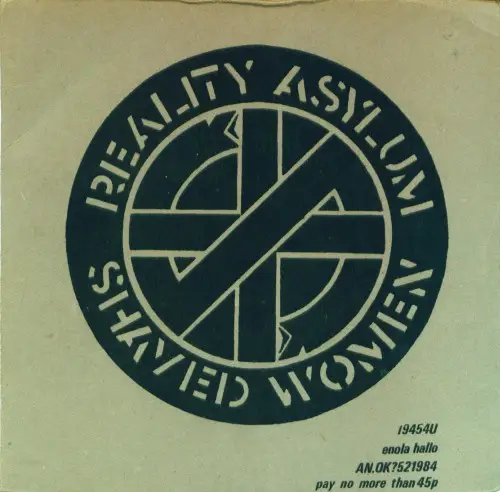 REALITY ASYLUM
SHAVED WOMEN
19454U
enola hallo
AN.OK?521984
pay no more than 45p